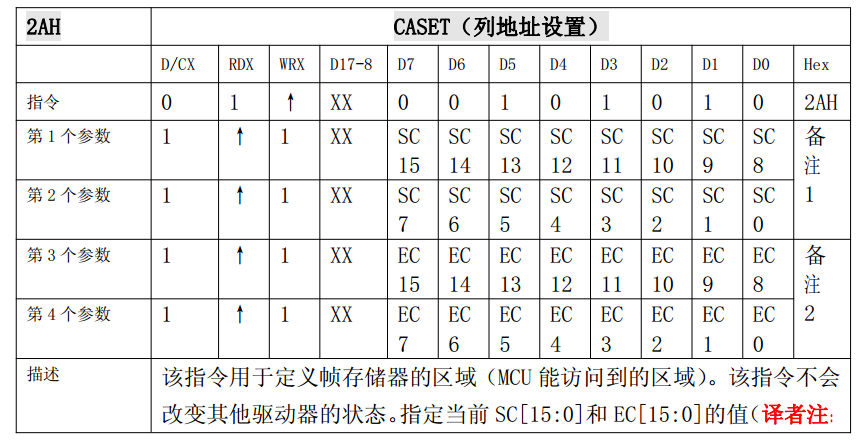 2AH CASET（列地址设置）
D/CX RDX WRX D17-8 D7 D6 D5 D4 D3 D2 D1 D0 Hex
指令 0 1 ↑ XX 0 0 1 0 1 0 1 0 2AH
第 1 个参数 1 ↑ 1 XX SC15 SC14 SC13 SC12 SC11 SC10 SC9 SC8 备注1
第 2 个参数 1 ↑ 1 XX SC7 SC6 SC5 SC4 SC3 SC2 SC1 SC0
第 3 个参数 1 ↑ 1 XX EC15 EC14 EC13 EC12 EC11 EC10 EC9 EC8 备注2
第 4 个参数 1 ↑ 1 XX EC7 EC6 EC5 EC4 EC3 EC2 EC1 EC0
描述 该指令用于定义帧存储器的区域（MCU 能访问到的区域）。该指令不会
改变其他驱动器的状态。指定当前 SC[15:0]和 EC[15:0]的值（译者注: